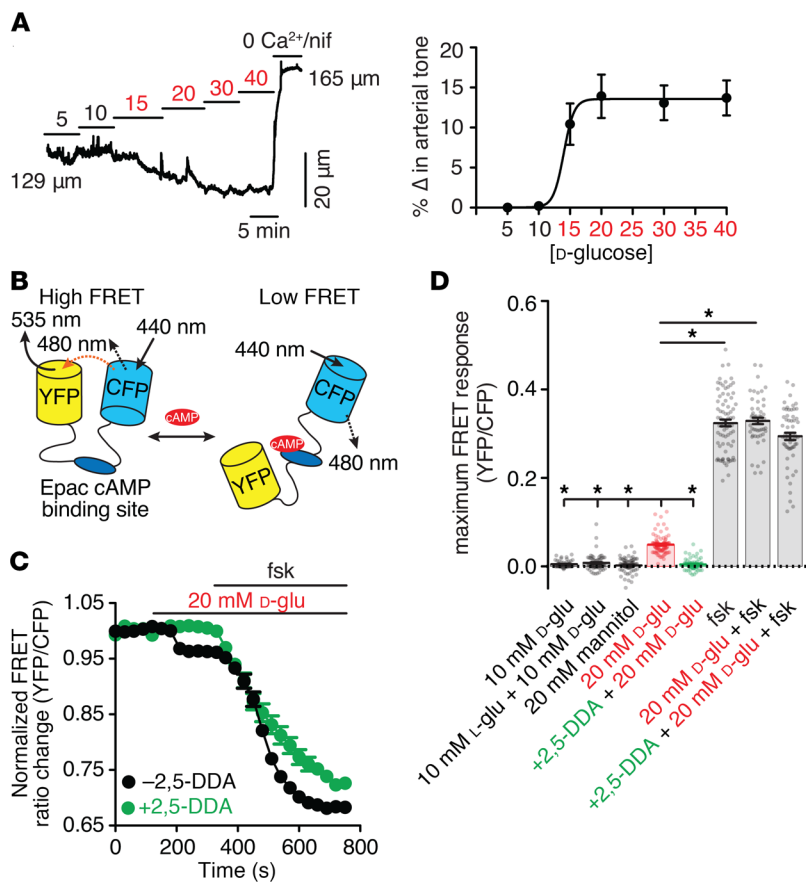 A
0 Ca²⁺/nif
40
30
20
15
10
5
165 μm
129 μm
20 μm
5 min
% Δ in arterial tone
20
15
10
5
0
5 10 15 20 25 30 35 40
[D-glucose]
B
High FRET
Low FRET
535 nm
480 nm
440 nm
440 nm
YFP
CFP
CFP
cAMP
cAMP
YFP
480 nm
Epac cAMP
binding site
C
fsk
20 mM D-glu
Normalized FRET
ratio change (YFP/CFP)
1.05
0.95
0.85
0.75
0.65
−2,5-DDA
+2,5-DDA
0 200 400 600 800
Time (s)
D
maximum FRET response
(YFP/CFP)
0.6
0.4
0.2
0.0
*
*
* * * *
10 mM D-glu
10 mM L-glu + 10 mM D-glu
20 mM mannitol
20 mM D-glu
+2,5-DDA + 20 mM D-glu
fsk
20 mM D-glu + fsk
+2,5-DDA + 20 mM D-glu + fsk